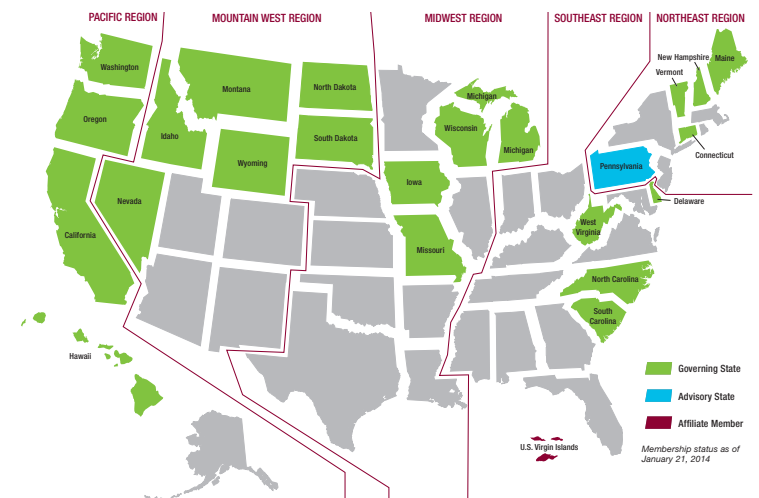 PACIFIC REGION
MOUNTAIN WEST REGION
MIDWEST REGION
SOUTHEAST REGION
NORTHEAST REGION
Washington
Oregon
California
Nevada
Idaho
Montana
Wyoming
North Dakota
South Dakota
Iowa
Missouri
Wisconsin
Michigan
Michigan
New Hampshire
Vermont
Maine
Connecticut
Pennsylvania
Delaware
West
Virginia
North Carolina
South
Carolina
Hawaii
U.S. Virgin Islands
Governing State
Advisory State
Affiliate Member
Membership status as of
January 21, 2014